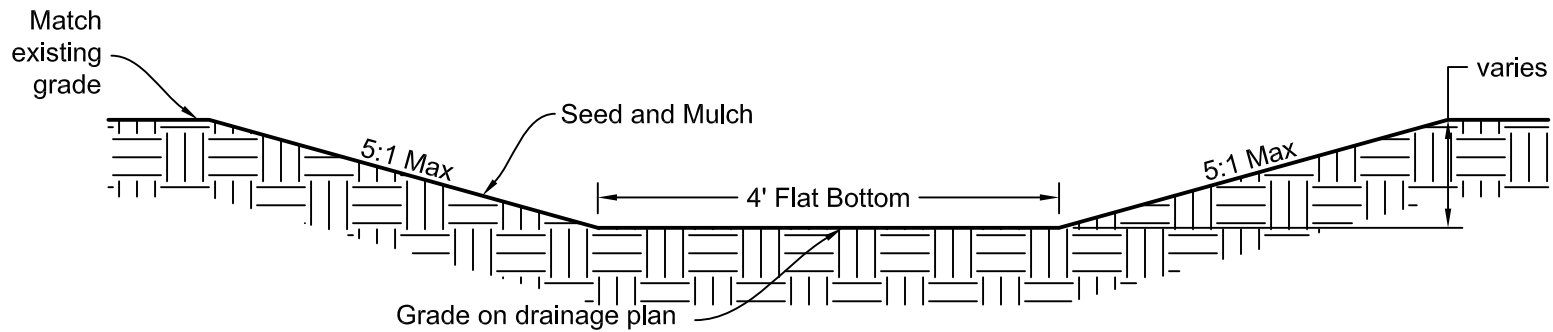 Match
existing
grade
Seed and Mulch
varies
5:1 Max
5:1 Max
4' Flat Bottom
Grade on drainage plan